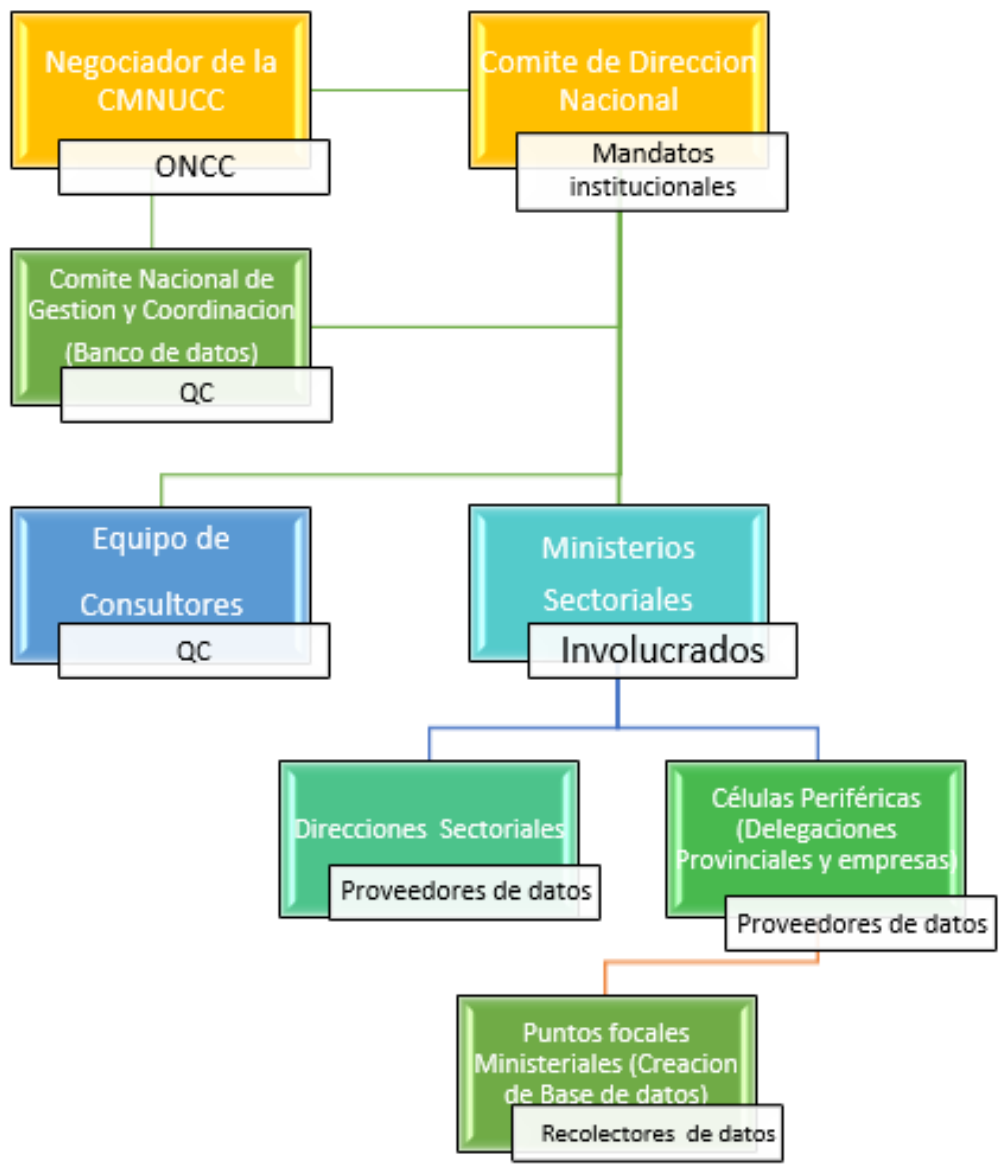 Negociador de la
CMNUCC
ONCC
Comite de Direccion
Nacional
Mandatos
institucionales
Comite Nacional de
Gestion y Coordinacion
(Banco de datos)
QC
Equipo de
Consultores
QC
Ministerios
Sectoriales
Involucrados
Direcciones Sectoriales
Proveedores de datos
Células Periféricas
(Delegaciones
Provinciales y empresas)
Proveedores de datos
Puntos focales
Ministeriales (Creacion
de Base de datos)
Recolectores de datos